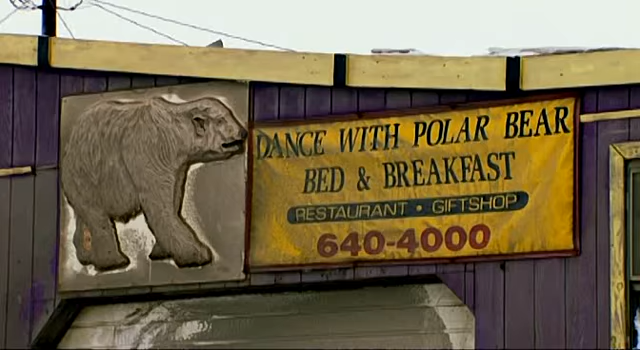 DANCE WITH POLAR BEAR
BED & BREAKFAST
RESTAURANT • GIFTSHOP
640-4000